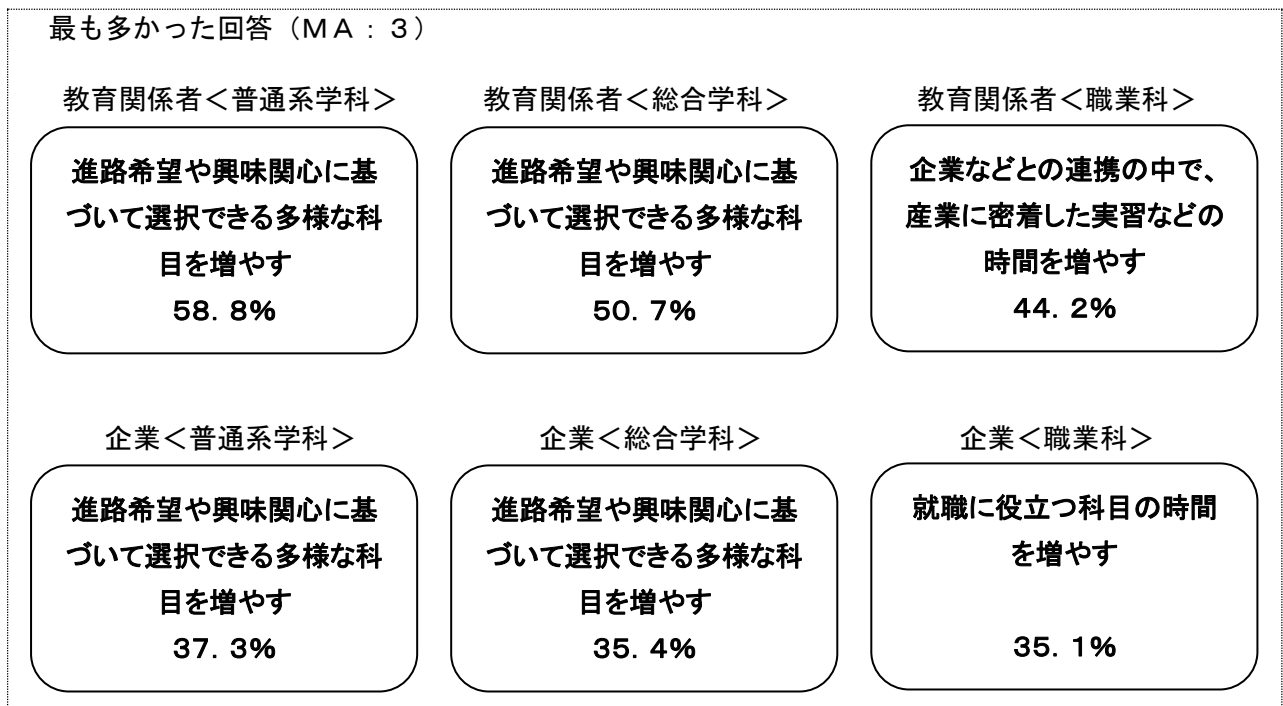 最も多かった回答（ＭＡ：３）
教育関係者＜普通系学科＞
進路希望や興味関心に基
づいて選択できる多様な科
目を増やす
５８．８％
教育関係者＜総合学科＞
進路希望や興味関心に基
づいて選択できる多様な科
目を増やす
５０．７％
教育関係者＜職業科＞
企業などとの連携の中で、
産業に密着した実習などの
時間を増やす
４４．２％
企業＜普通系学科＞
進路希望や興味関心に基
づいて選択できる多様な科
目を増やす
３７．３％
企業＜総合学科＞
進路希望や興味関心に基
づいて選択できる多様な科
目を増やす
３５．４％
企業＜職業科＞
就職に役立つ科目の時間
を増やす
３５．１％